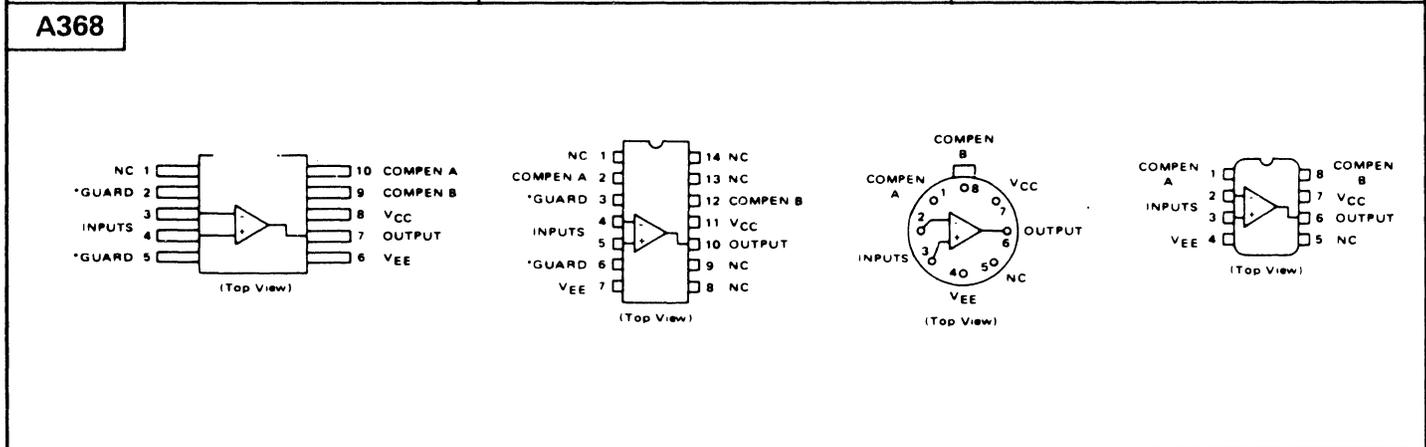 A368
NC 1
*GUARD 2
3
INPUTS
4
*GUARD 5
10 COMPEN A
9 COMPEN B
8 VCC
7 OUTPUT
6 VEE
(Top View)
NC 1
COMPEN A 2
*GUARD 3
4
INPUTS
5
*GUARD 6
VEE 7
14 NC
13 NC
12 COMPEN B
11 VCC
10 OUTPUT
9 NC
8 NC
- +
(Top View)
COMPEN
B
COMPEN
A
1
8
VCC
7
2
OUTPUT
6
3
INPUTS
4
5
NC
VEE
(Top View)
COMPEN
A
1
2
INPUTS
3
VEE 4
8 COMPEN
B
7 VCC
6 OUTPUT
5 NC
(Top View)